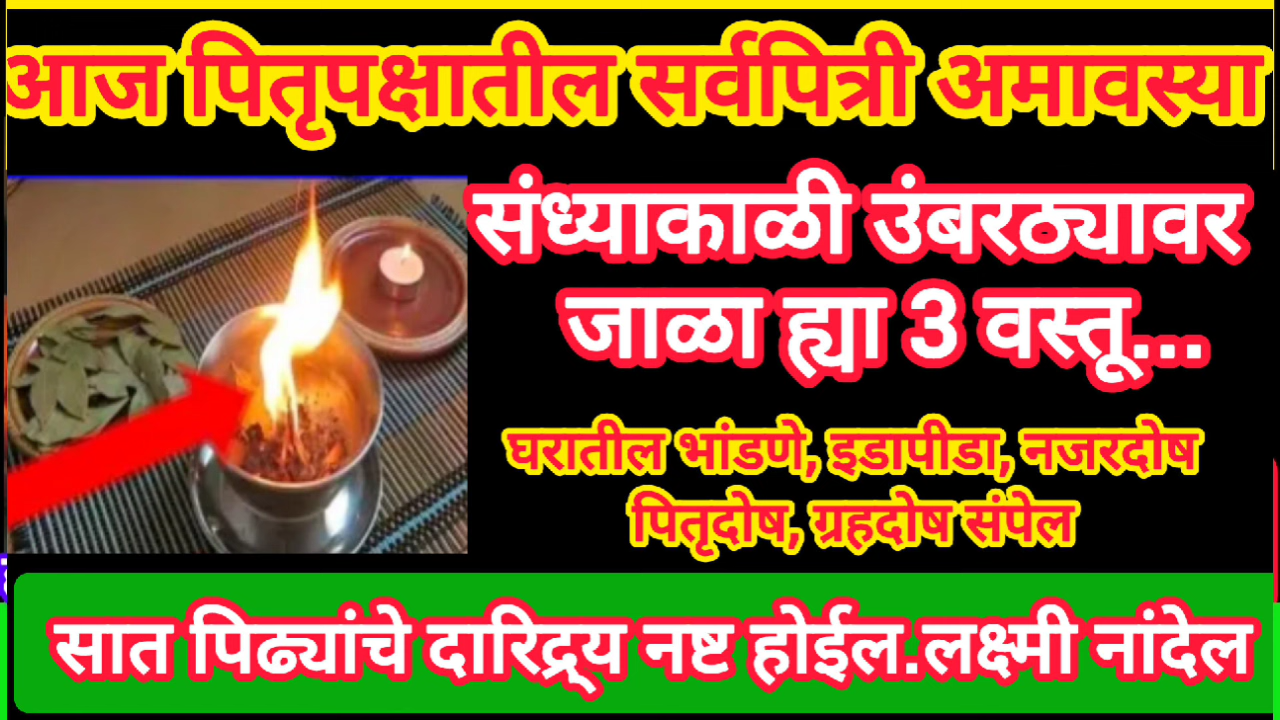 आज पितृपक्षातील सर्वपित्री अमावस्या
संध्याकाळी उंबरठ्यावर
जाळा ह्या 3 वस्तू...
घरातील भांडणे, इडापीडा, नजरदोष
पितृदोष, ग्रहदोष संपेल
सात पिढ्यांचे दारिद्र्य नष्ट होईल.लक्ष्मी नांदेल